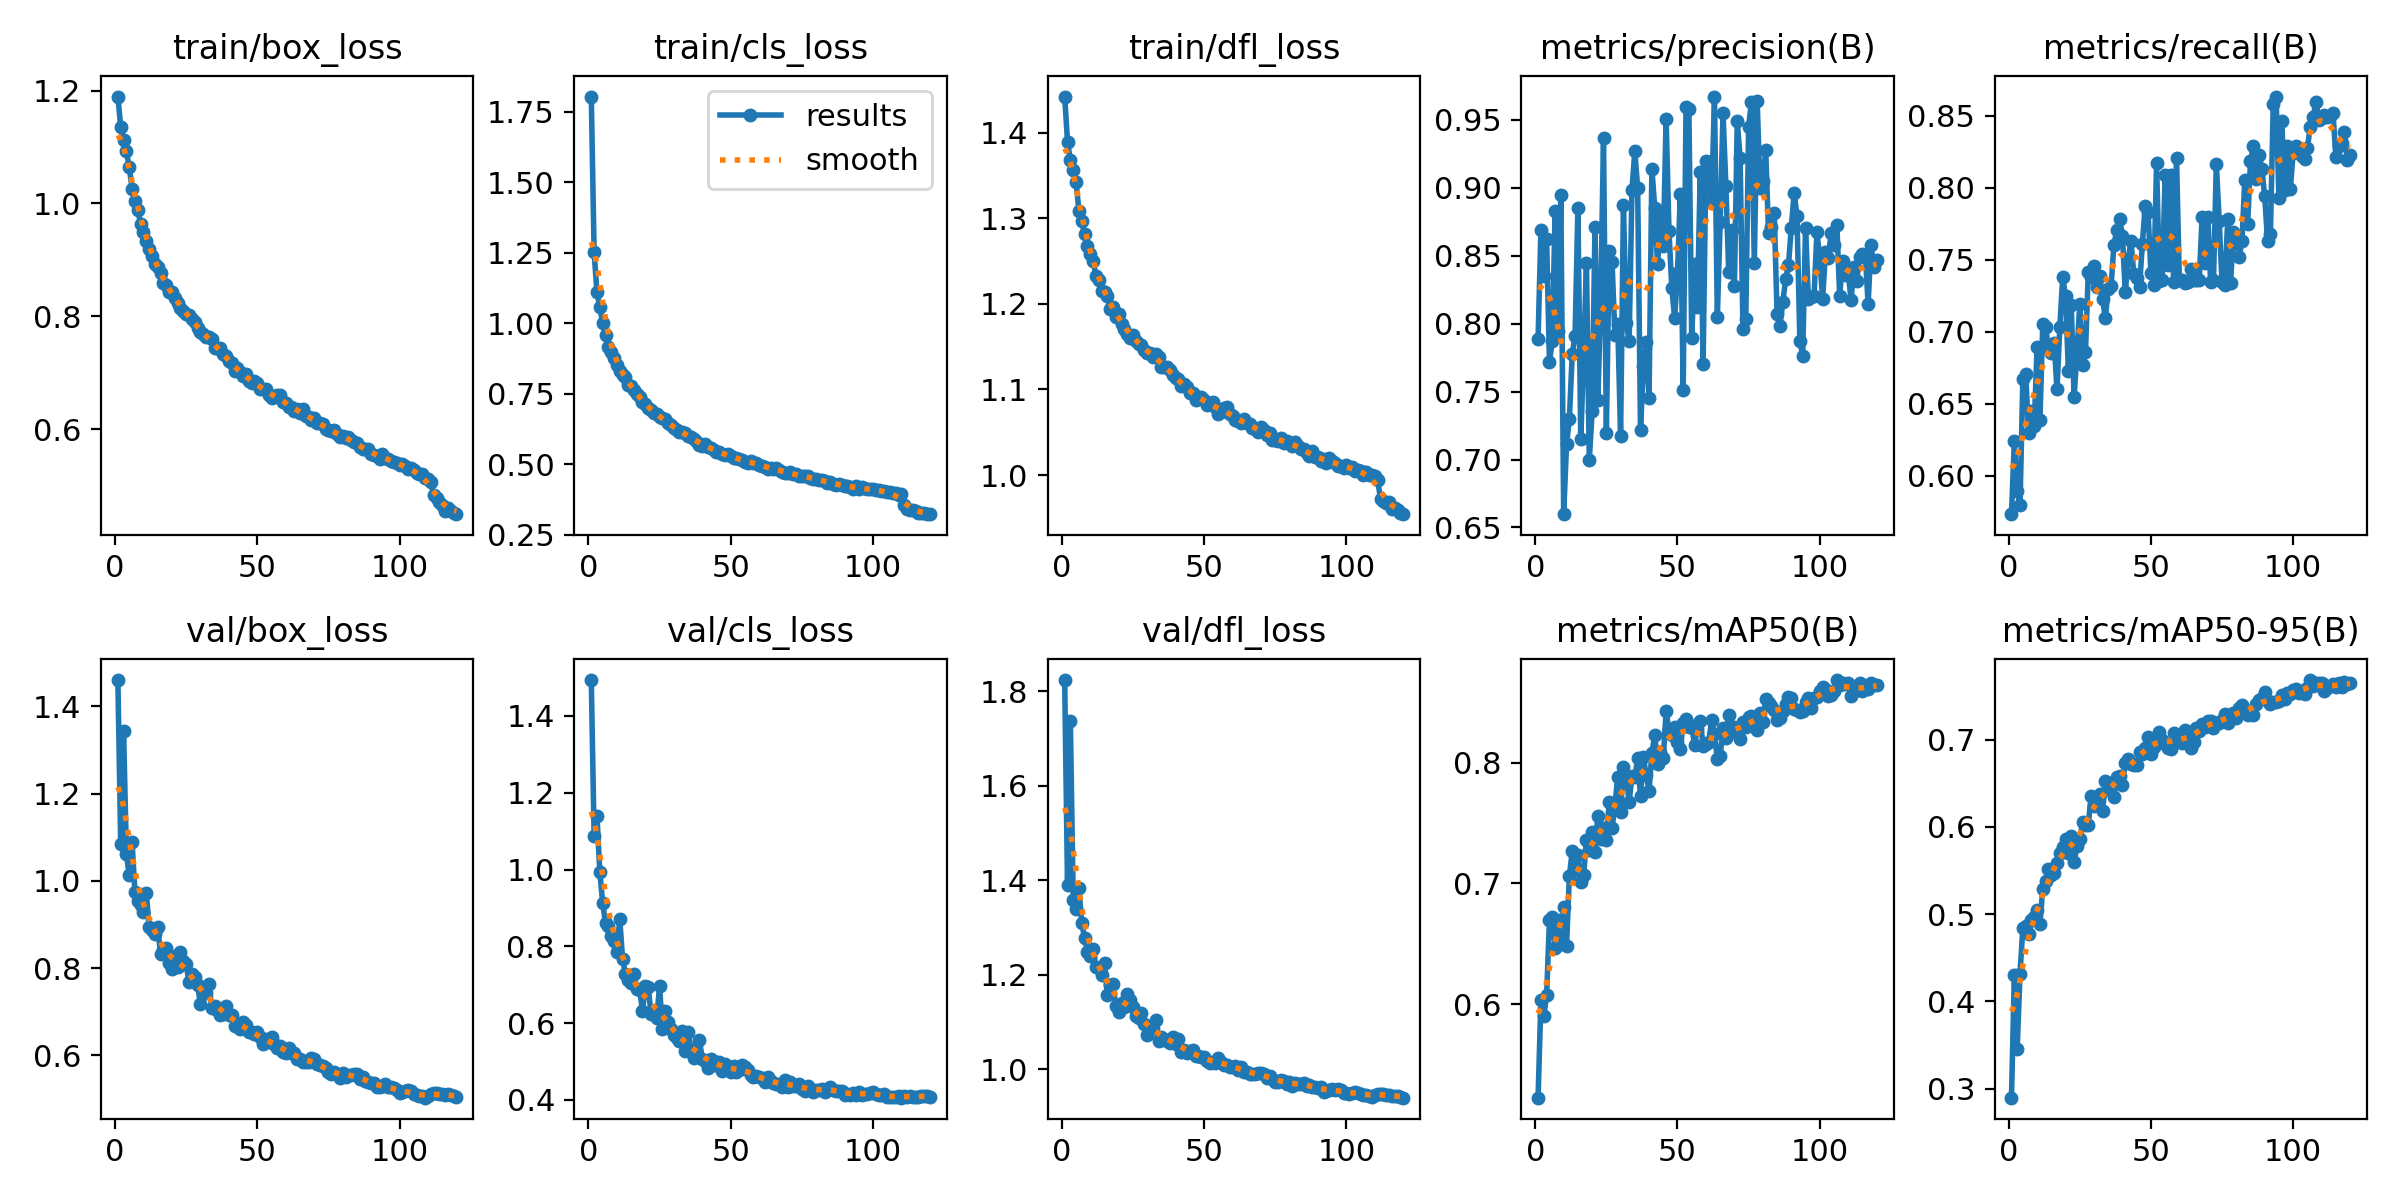 train/box_loss
1.2
1.0
0.8
0.6
0 50 100
train/cls_loss
results
smooth
1.75
1.50
1.25
1.00
0.75
0.50
0.25
0 50 100
train/dfl_loss
1.4
1.3
1.2
1.1
1.0
0 50 100
metrics/precision(B)
0.95
0.90
0.85
0.80
0.75
0.70
0.65
0 50 100
metrics/recall(B)
0.85
0.80
0.75
0.70
0.65
0.60
0 50 100
val/box_loss
1.4
1.2
1.0
0.8
0.6
0 50 100
val/cls_loss
1.4
1.2
1.0
0.8
0.6
0.4
0 50 100
val/dfl_loss
1.8
1.6
1.4
1.2
1.0
0 50 100
metrics/mAP50(B)
0.8
0.7
0.6
0 50 100
metrics/mAP50-95(B)
0.7
0.6
0.5
0.4
0.3
0 50 100